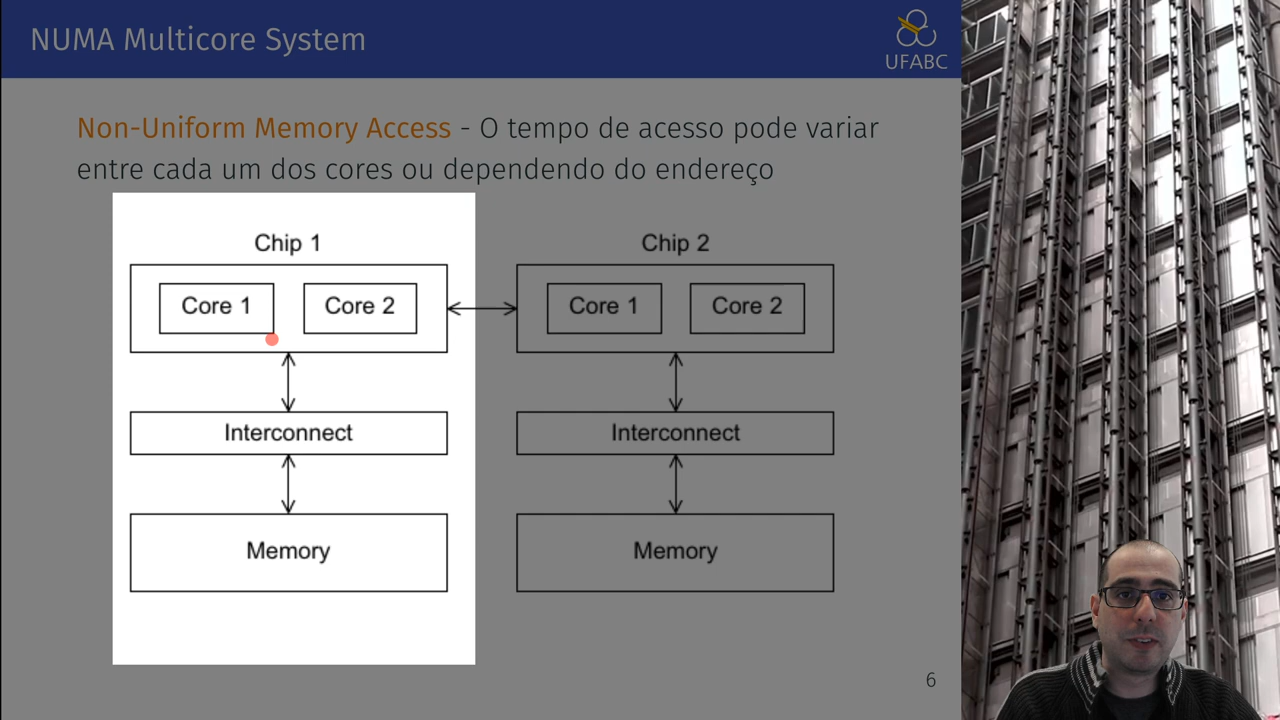 NUMA Multicore System
UFABC
Non-Uniform Memory Access - O tempo de acesso pode variar
entre cada um dos cores ou dependendo do endereço
Chip 1
Core 1
Core 2
Interconnect
Memory
Chip 2
Core 1
Core 2
Interconnect
Memory
6